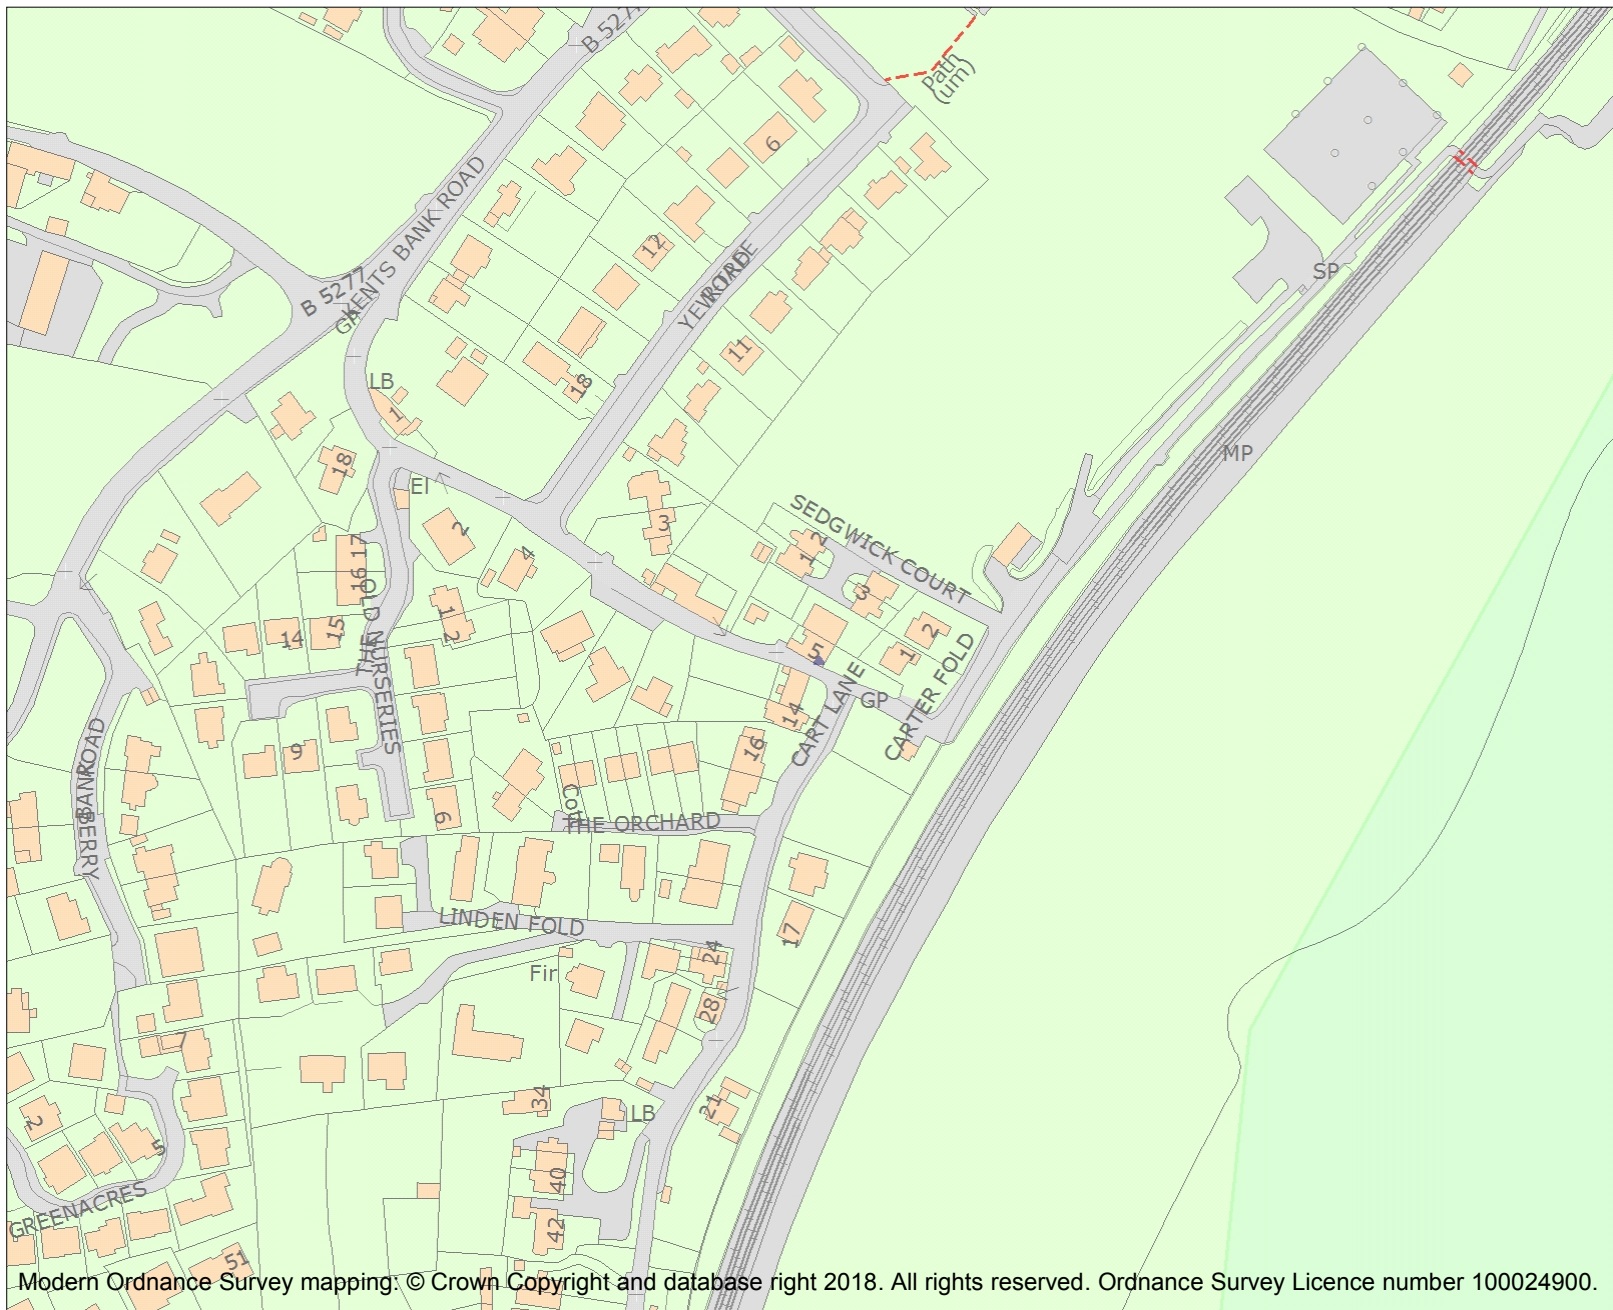 B 5277
Path
(um)
6
KENTS BANK ROAD
12
SP
B 5277
YEWTREE
ROAD
11
LB
18
1
MP
18
EI
2
3
SEDGWICK COURT
4
2
1
17
16
3
THE
OLD NURSERIES
1
2
15
14
2
1
5
CARTER FOLD
GP
CART LANE
14
BANK
ROAD
BERRY
9
16
6
Cott
THE ORCHARD
LINDEN FOLD
17
24
Fir
28
7
34
LB
21
2
5
40
GREENACRES
42
51
Modern Ordnance Survey mapping: © Crown Copyright and database right 2018. All rights reserved. Ordnance Survey Licence number 100024900.